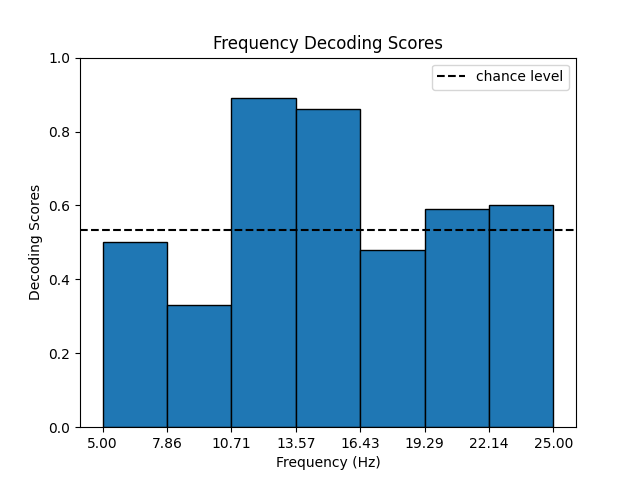 Frequency Decoding Scores
chance level
Decoding Scores
1.0
0.8
0.6
0.4
0.2
0.0
5.00 7.86 10.71 13.57 16.43 19.29 22.14 25.00
Frequency (Hz)